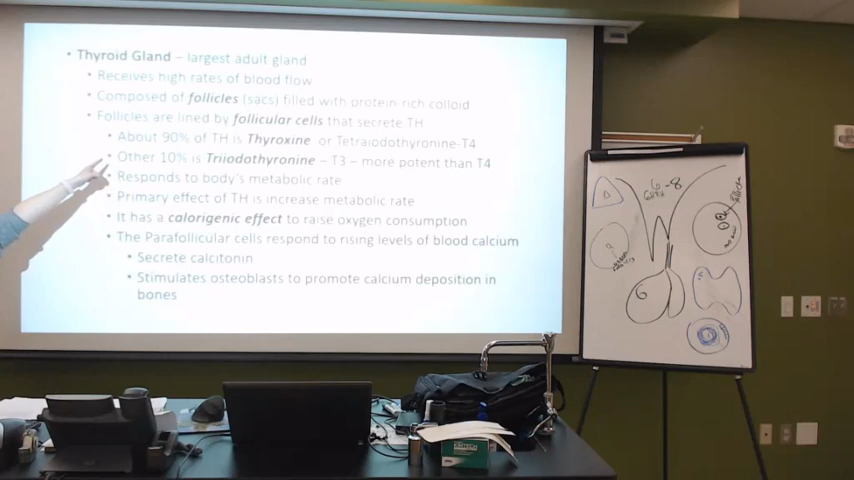 • Thyroid Gland – largest adult gland
• Receives high rates of blood flow
• Composed of follicles (sacs) filled with protein-rich colloid
• Follicles are lined by follicular cells that secrete TH
• About 90% of TH is Thyroxine or Tetraiodothyronine-T4
• Other 10% is Triiodothyronine – T3 – more potent than T4
• Responds to body's metabolic rate
• Primary effect of TH is increase metabolic rate
• It has a calorigenic effect to raise oxygen consumption
• The Parafollicular cells respond to rising levels of blood calcium
• Secrete calcitonin
• Stimulates osteoblasts to promote calcium deposition in
bones
6-8
6
KIMTECH